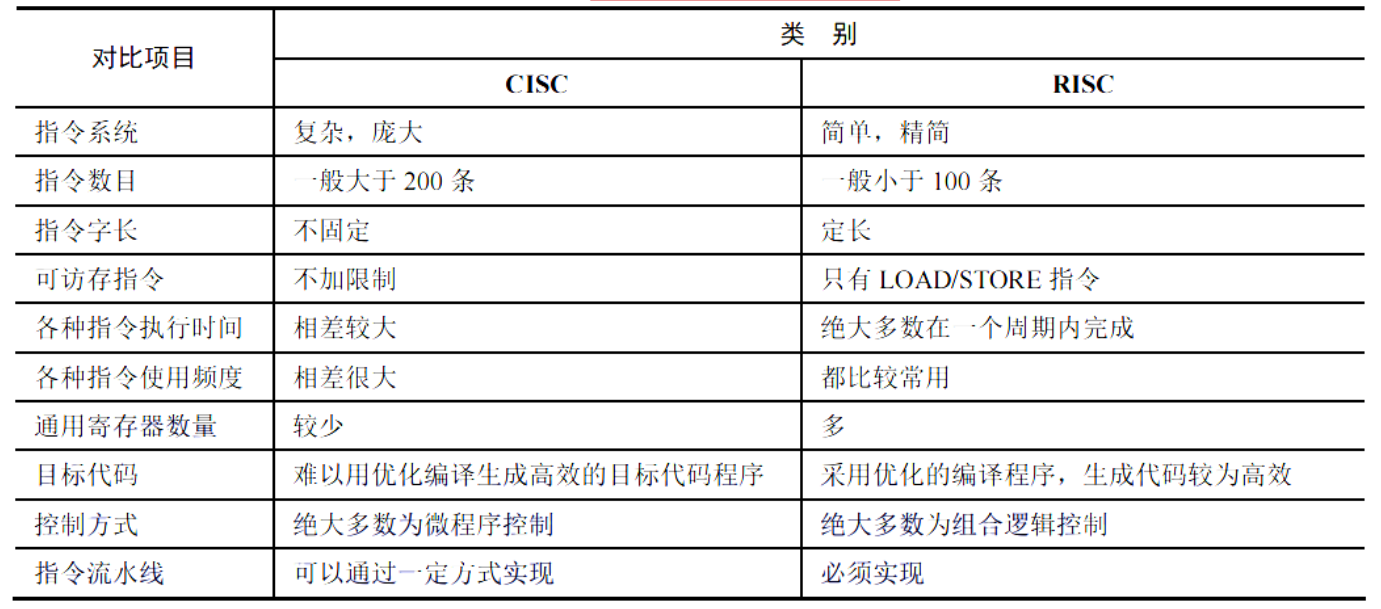 对比项目
类 别
CISC RISC
指令系统 复杂，庞大 简单，精简
指令数目 一般大于 200 条 一般小于 100 条
指令字长 不固定 定长
可访存指令 不加限制 只有 LOAD/STORE 指令
各种指令执行时间 相差较大 绝大多数在一个周期内完成
各种指令使用频度 相差很大 都比较常用
通用寄存器数量 较少 多
目标代码 难以用优化编译生成高效的目标代码程序 采用优化的编译程序，生成代码较为高效
控制方式 绝大多数为微程序控制 绝大多数为组合逻辑控制
指令流水线 可以通过一定方式实现 必须实现